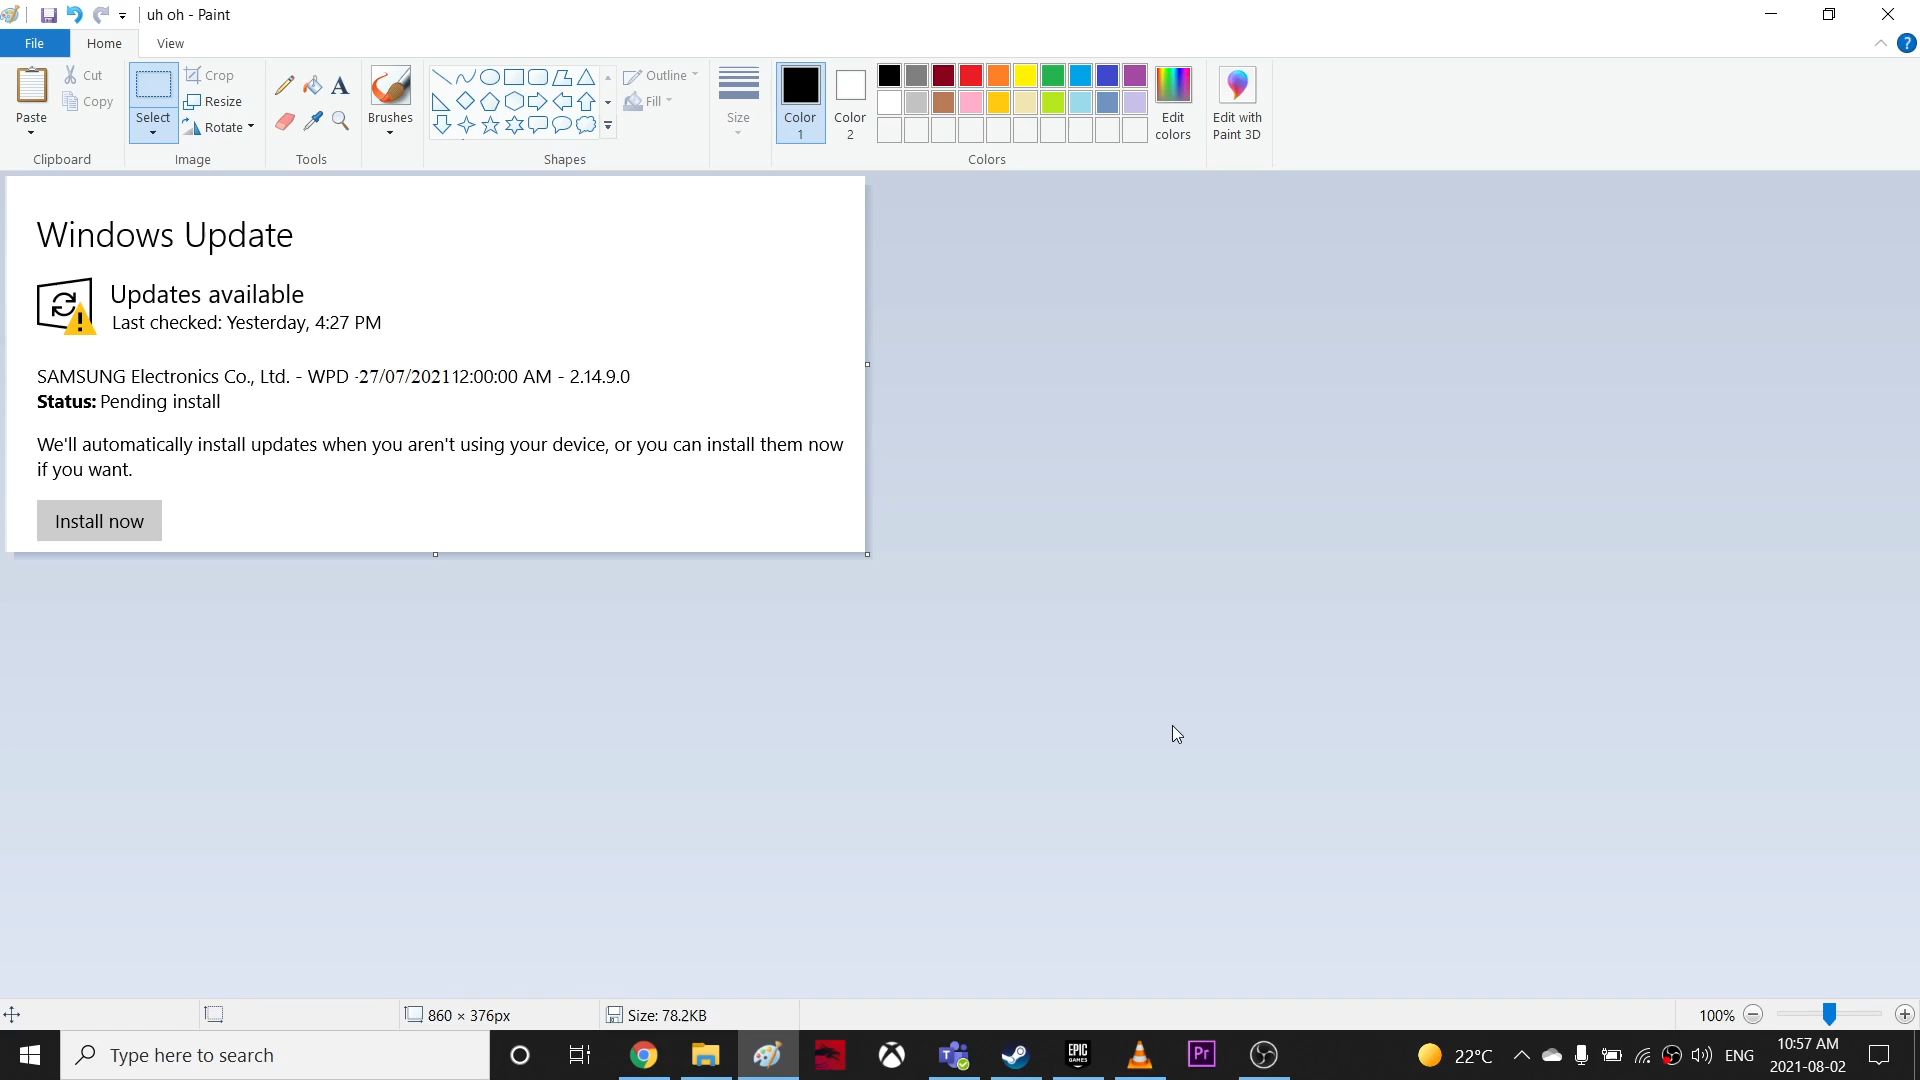 uh oh - Paint
File
Home
View
Paste
Cut
Copy
Clipboard
Select
Crop
Resize
Rotate
Image
Tools
Brushes
Shapes
Outline
Fill
Size
Color
1
Color
2
Colors
Edit
colors
Edit with
Paint 3D
Windows Update
Updates available
Last checked: Yesterday, 4:27 PM
SAMSUNG Electronics Co., Ltd. - WPD -27/07/202112:00:00 AM - 2.14.9.0
Status: Pending install
We'll automatically install updates when you aren't using your device, or you can install them now
if you want.
Install now
860 × 376px
Size: 78.2KB
100%
Type here to search
EPIC
GAMES
Pr
22°C
ENG
10:57 AM
2021-08-02